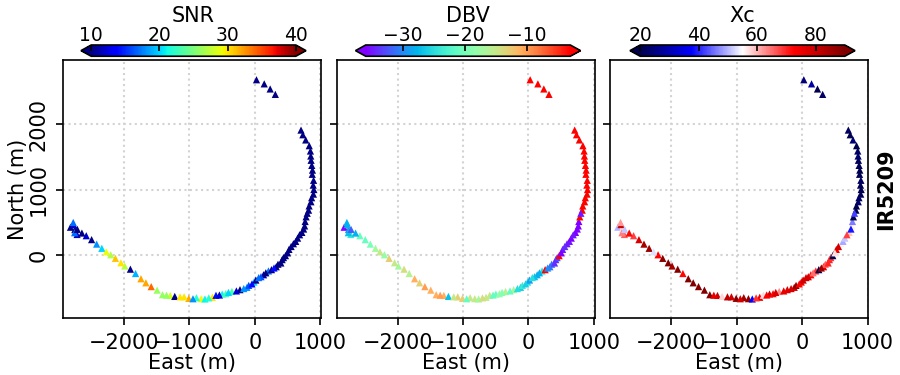 SNR DBV Xc
10 20 30 40 −30 −20 −10 20 40 60 80
North (m)
2000
1000
0
IR5209
−2000 −1000 0 1000 −2000 −1000 0 1000 −2000 −1000 0 1000
East (m) East (m) East (m)